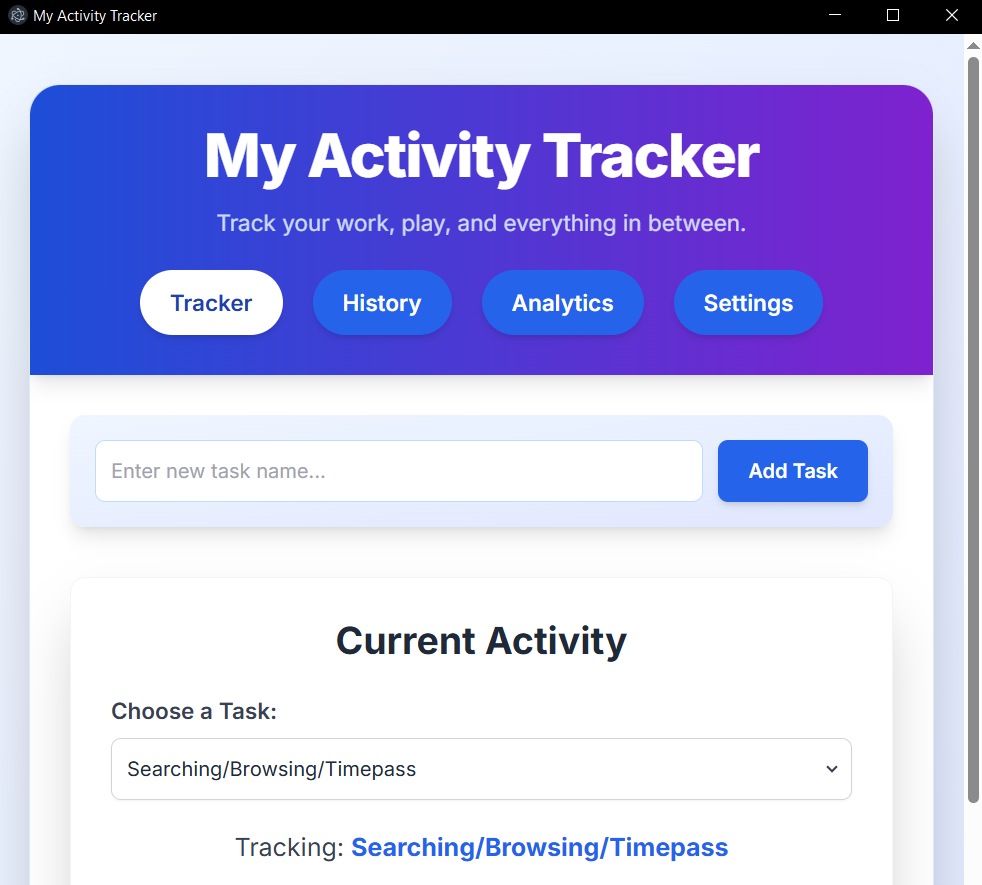 My Activity Tracker
My Activity Tracker
Track your work, play, and everything in between.
Tracker History Analytics Settings
Enter new task name... Add Task
Current Activity
Choose a Task:
Searching/Browsing/Timepass
Tracking: Searching/Browsing/Timepass